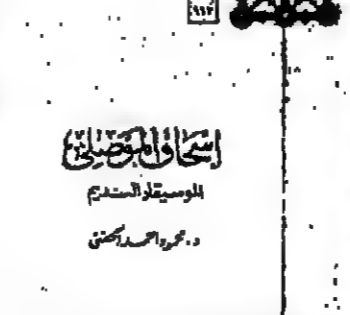 إسحاق الموصلي
الموسيقار النديم
د. محمود أحمد الحفني